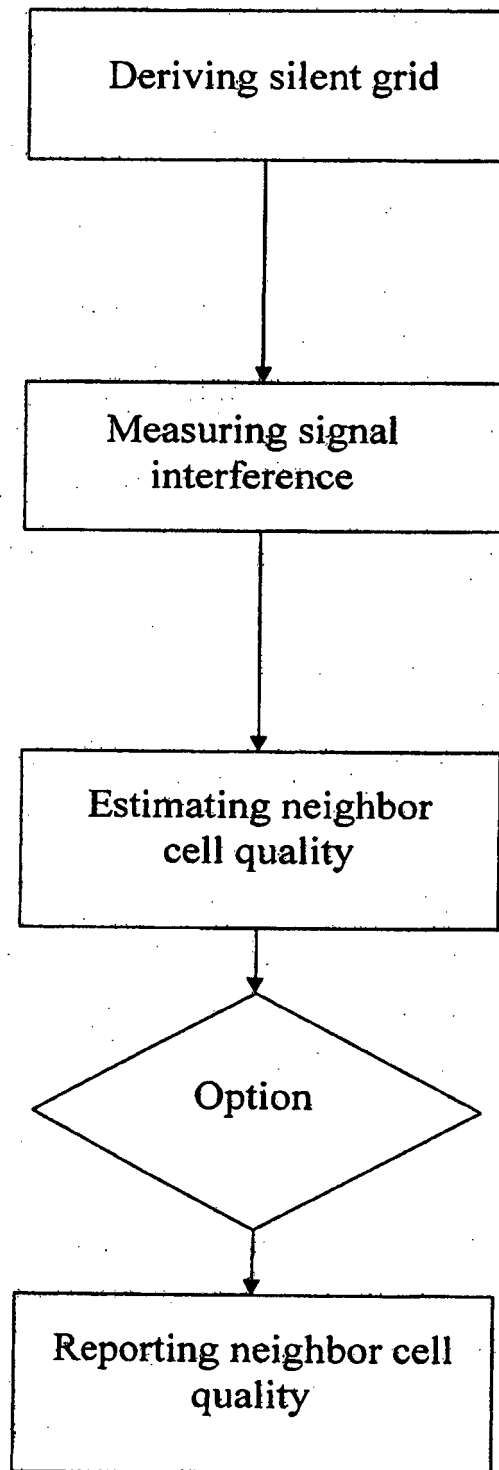 Deriving silent grid
Measuring signal
interference
Estimating neighbor
cell quality
Option
Reporting neighbor cell
quality